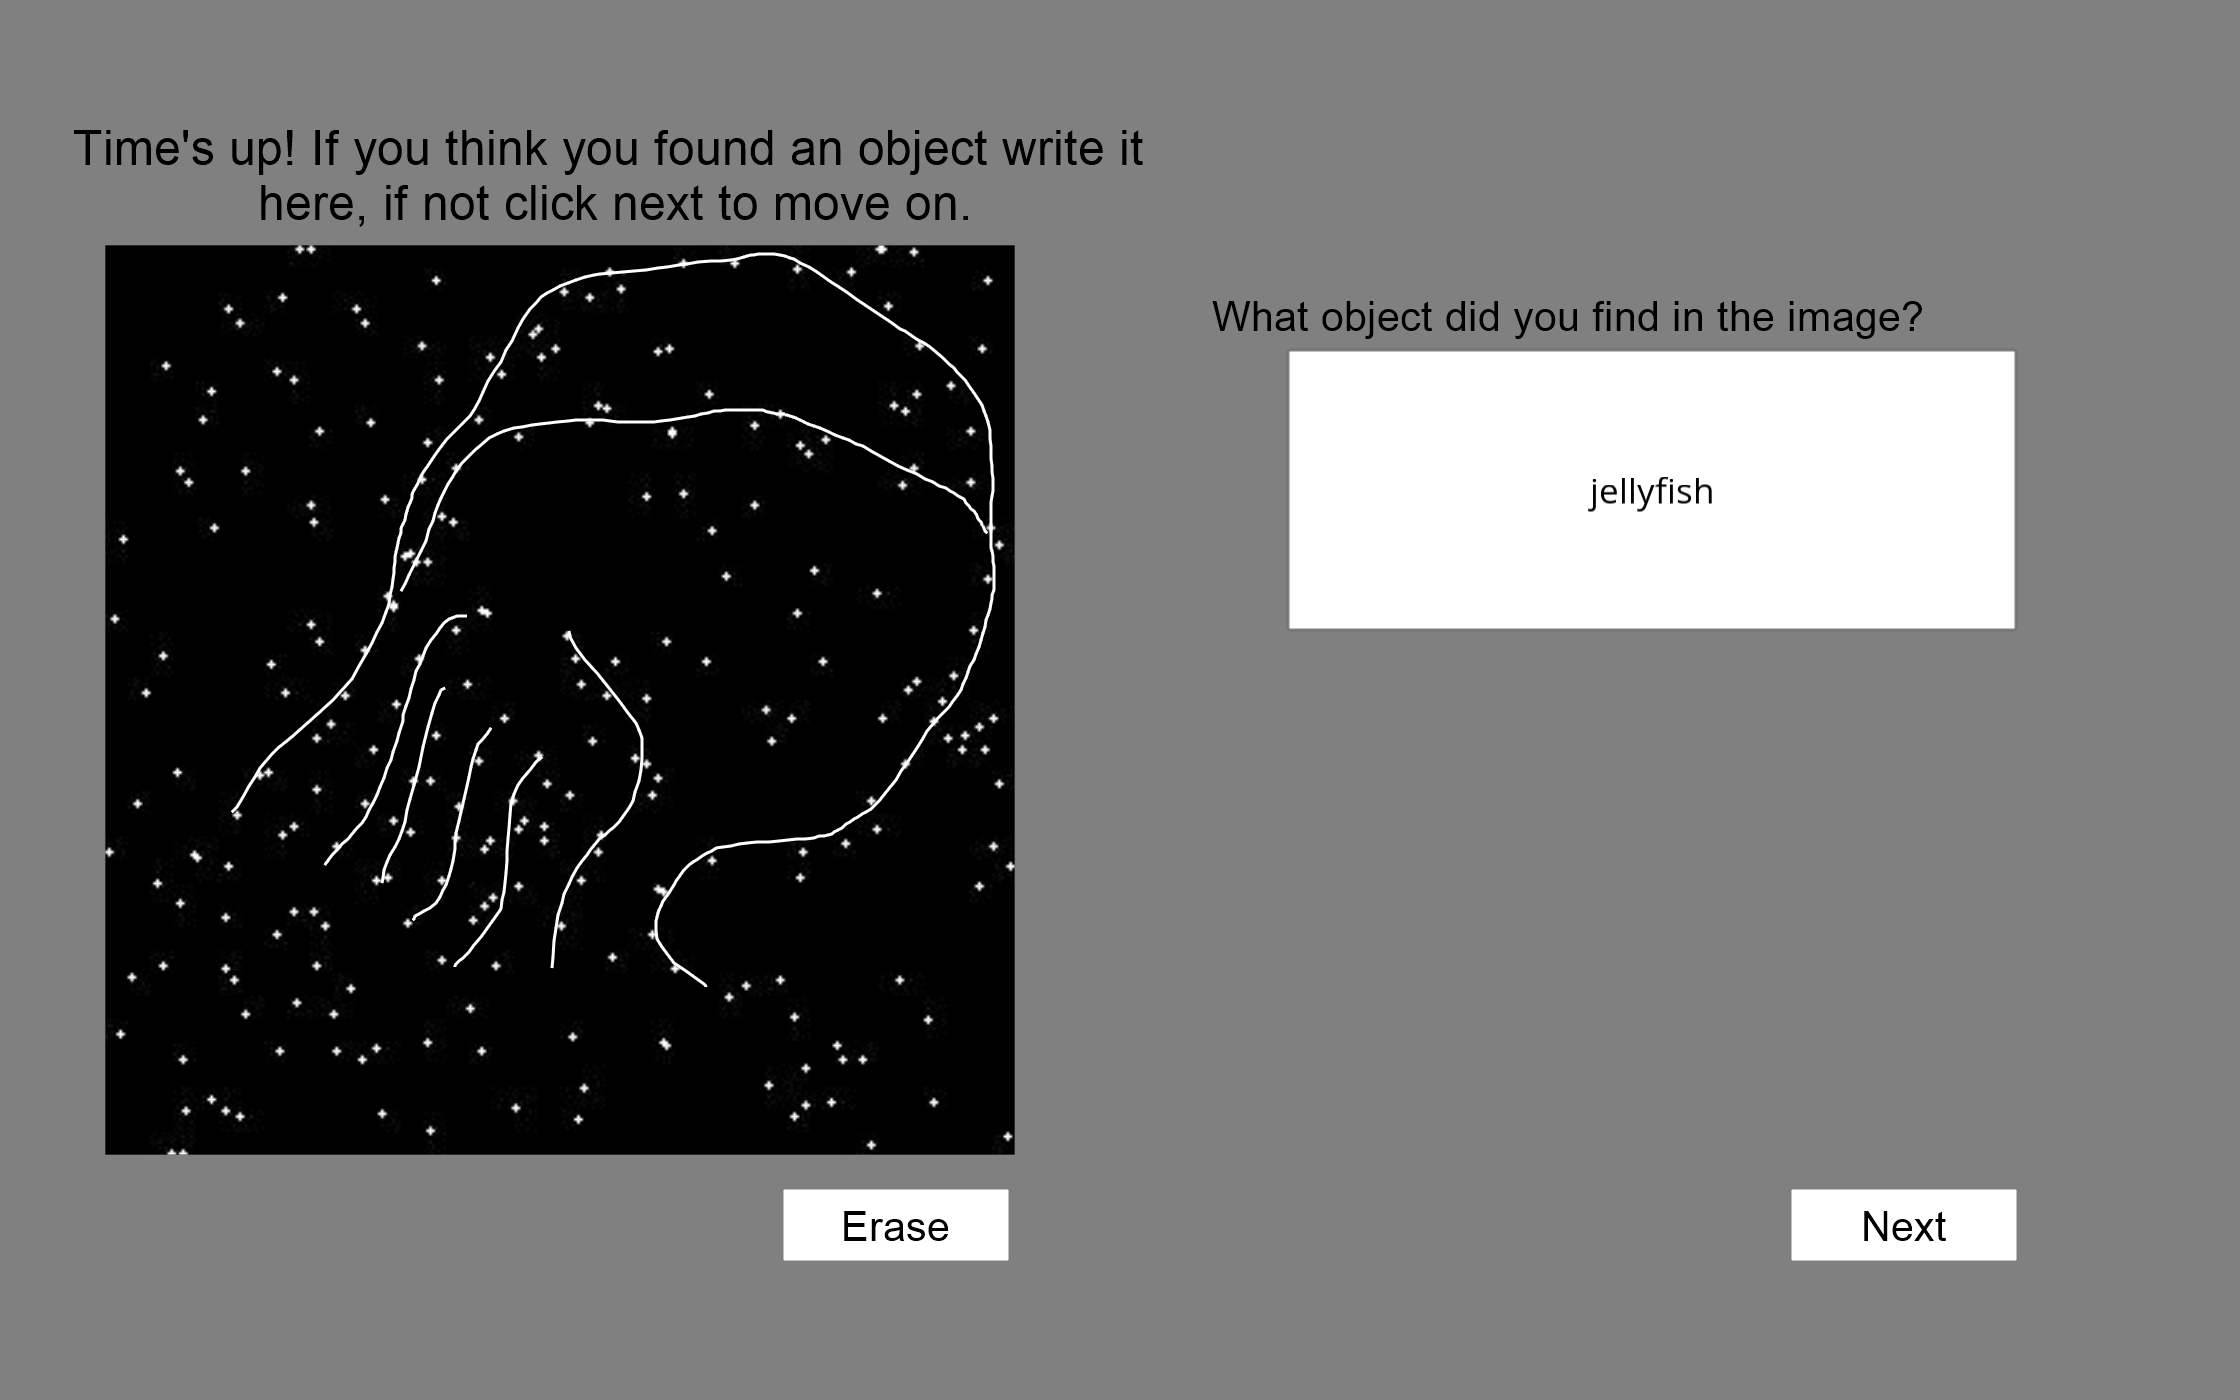 Time's up! If you think you found an object write it
here, if not click next to move on.
What object did you find in the image?
jellyfish
Erase
Next